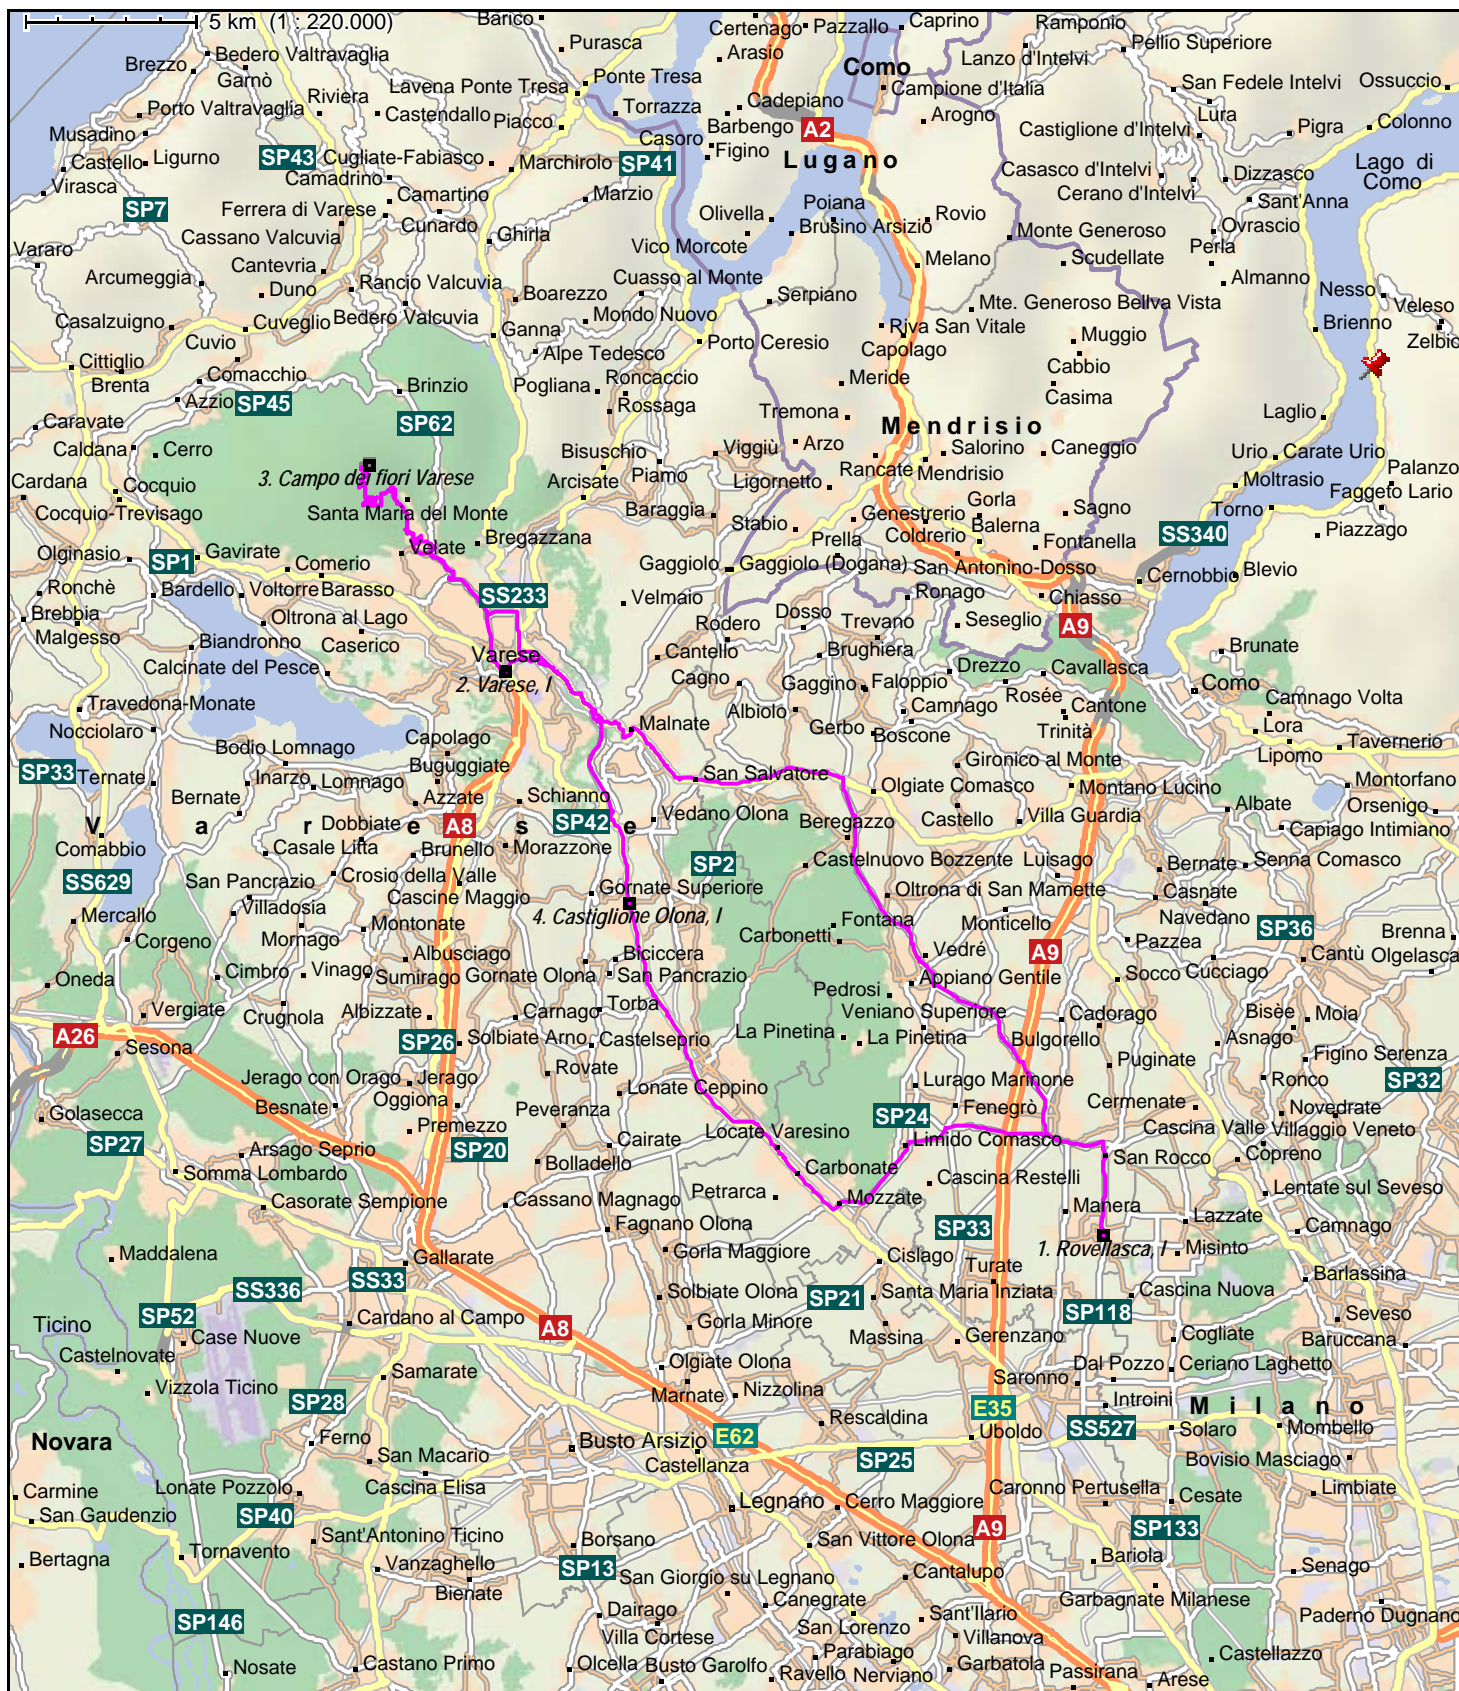 5 km (1 : 220.000)
Barico
Certenago
Pazzallo
Caprino
Ramponio
Bedero Valtravaglia
Purasca
Arasio
Lanzo d'Intelvi
Pellio Superiore
Brezzo
Garnò
Como
Lavena Ponte Tresa
Ponte Tresa
Campione d'Italia
San Fedele Intelvi
Ossuccio
Porto Valtravaglia
Riviera
Castendallo
Piacco
Torrazza
Cadepiano
Arogno
Lura
Musadino
Casoro
Barbengo
A2
Castiglione d'Intelvi
Pigra
Colonno
Castello
Ligurno
SP43
Cugliate-Fabiasco
Marchirolo
SP41
Figino
Lugano
Casasco d'Intelvi
Dizzasco
Lago di
Como
Virasca
Camadrino
Camartino
Marzio
Cerano d'Intelvi
Sant'Anna
SP7
Ferrera di Varese
Cunardo
Olivella
Poiana
Rovio
Ovrascio
Vararo
Cassano Valcuvia
Ghirla
Vico Morcote
Brusino Arsizio
Monte Generoso
Perla
Arcumeggia
Cantevria
Cuasso al Monte
Melano
Scudellate
Almanno
Duno
Rancio Valcuvia
Boarezzo
Serpiano
Mte. Generoso Bellva Vista
Nesso
Veleso
Casalzuigno
Cuveglio
Bedero Valcuvia
Mondo Nuovo
Riva San Vitale
Muggio
Brienno
Zelbio
Cuvio
Ganna
Alpe Tedesco
Porto Ceresio
Capolago
Cittiglio
Brenta
Comacchio
Brinzio
Pogliana
Roncaccio
Meride
Cabbio
Azzio
SP45
Rossaga
Casima
Caravate
SP62
Tremona
Mendrisio
Laglio
Caldana
Cerro
Bisuschio
Viggiù
Arzo
Salorino
Caneggio
Urio
Carate Urio
3. Campo dei fiori Varese
Piamo
Rancate
Mendrisio
Palanzo
Cardana
Cocquio
Arcisate
Ligornetto
Moltrasio
Faggeto Lario
Cocquio-Trevisago
Santa Maria del Monte
Baraggia
Stabio
Genestrerio
Gorla
Sagno
Torno
Piazzago
Olginasio
SP1
Gavirate
Velate
Bregazzana
Prella
Balerna
Coldrerio
Fontanella
SS340
Comerio
Gaggiolo
Gaggiolo (Dogana)
San Antonino-Dosso
Cernobbio
Blevio
Ronchè
Bardello
Voltorre
Barasso
SS233
Velmaio
Ronago
Chiasso
Brebbia
Oltrona al Lago
Dosso
Seseglio
A9
Malgesso
Biandronno
Caserico
Rodero
Trevano
Brunate
Calcinate del Pesce
Varese
Cantello
Brughiera
Drezzo
Cavallasca
2. Varese, I
Cagno
Gaggino
Faloppio
Rosée
Como
Camnago Volta
Travedona-Monate
Albiolo
Camnago
Cantone
Lora
Nocciolaro
Malnate
Gerbo
Boscone
Trinità
Tavernerio
Capolago
Lipomo
Bodio Lomnago
Buguggiate
San Salvatore
Gironico al Monte
SP33
Ternate
Inarzo
Lomnago
Olgiate Comasco
Montano Lucino
Montorfano
Bernate
Azzate
Schianno
Albate
Orsenigo
Varese
Dobbiate
A8
SP42
Vedano Olona
Beregazzo
Castello
Villa Guardia
Capiago Intimiano
Comabbio
Casale Litta
Brunello
Morazzone
SP2
Castelnuovo Bozzente
Luisago
Bernate
Senna Comasco
SS629
San Pancrazio
Crosio della Valle
Cascine Maggio
Gornate Superiore
Oltrona di San Mamette
Casnate
Mercallo
Villadosia
Montonate
4. Castiglione Olona, I
Fontana
Monticello
Navedano
SP36
Brenna
Corgeno
Mornago
Albusciago
Biciccera
Carbonetti
Vedré
A9
Pazzea
Cantù
Olgelasca
Oneda
Cimbro
Vinago
Sumirago
Gornate Olona
San Pancrazio
Appiano Gentile
Socco
Cucciago
Vergiate
Crugnola
Albizzate
Carnago
Torba
Pedrosi
Veniano Superiore
Cadorago
Bisèe
Moia
A26
Sesona
SP26
Solbiate Arno
Castelseprio
La Pinetina
La Pinetina
Bulgorello
Asnago
Figino Serenza
Rovate
Puginate
Jerago con Orago
Jerago
Lonate Ceppino
Lurago Marinone
Ronco
SP32
Golasecca
Besnate
Oggiona
Peveranza
SP24
Fenegrò
Cermenate
Novedrate
SP27
Premezzo
Locate Varesino
Cascina Valle
Villaggio Veneto
Arsago Seprio
SP20
Cairate
Limido Comasco
Copreno
Somma Lombardo
Bolladello
Carbonate
San Rocco
Casorate Sempione
Cassano Magnago
Petrarca
Mozzate
Cascina Restelli
Lentate sul Seveso
Fagnano Olona
SP33
Manera
Lazzate
Camnago
Maddalena
Gorla Maggiore
Cislago
1. Rovellasca, I
Misinto
Gallarate
Turate
Barlassina
SS336
SS33
Solbiate Olona
SP21
Santa Maria Inziata
Cascina Nuova
Ticino
SP52
Cardano al Campo
A8
Gorla Minore
SP118
Seveso
Case Nuove
Massina
Gerenzano
Cogliate
Baruccana
Castelnovate
Samarate
Olgiate Olona
Dal Pozzo
Ceriano Laghetto
Vizzola Ticino
Marnate
Nizzolina
Saronno
Introini
Milano
SP28
Rescaldina
E35
SS527
Solaro
Mombello
Novara
Ferno
E62
Uboldo
San Macario
Busto Arsizio
Castellanza
SP25
Bovisio Masciago
Carmine
Lonate Pozzolo
Cascina Elisa
Legnano
Cerro Maggiore
Caronno Pertusella
Cesate
Limbiate
San Gaudenzio
SP40
Sant'Antonino Ticino
Borsano
San Vittore Olona
A9
SP133
Bertagna
Tornavento
Vanzaghello
SP13
San Giorgio su Legnano
Cantalupo
Bariola
Senago
Bienate
Canegrate
Garbagnate Milanese
SP146
Dairago
Sant'Ilario
Paderno Dugnano
Villa Cortese
San Lorenzo
Villanova
Parabiago
Castellazzo
Nosate
Castano Primo
Olcella
Busto Garolfo
Ravello
Nerviano
Garbatola
Passirana
Arese